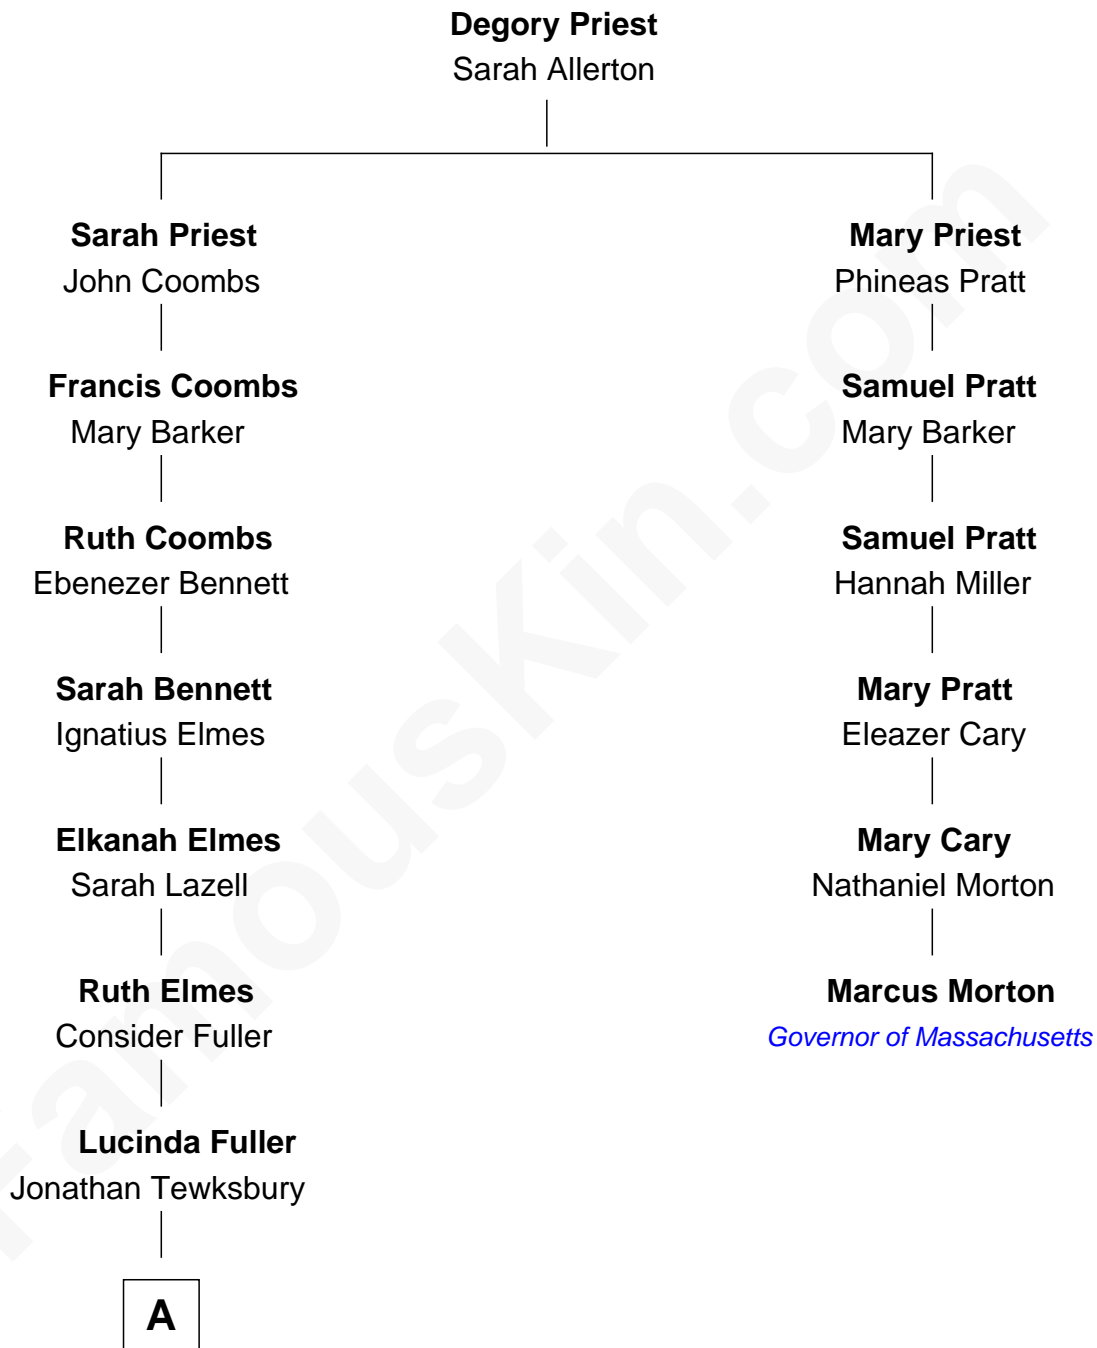 Degory Priest
Sarah Allerton
Sarah Priest
John Coombs
Francis Coombs
Mary Barker
Ruth Coombs
Ebenezer Bennett
Sarah Bennett
Ignatius Elmes
Elkanah Elmes
Sarah Lazell
Ruth Elmes
Consider Fuller
Lucinda Fuller
Jonathan Tewksbury
A
Mary Priest
Phineas Pratt
Samuel Pratt
Mary Barker
Samuel Pratt
Hannah Miller
Mary Pratt
Eleazer Cary
Mary Cary
Nathaniel Morton
Marcus Morton
Governor of Massachusetts
FamousKin.com